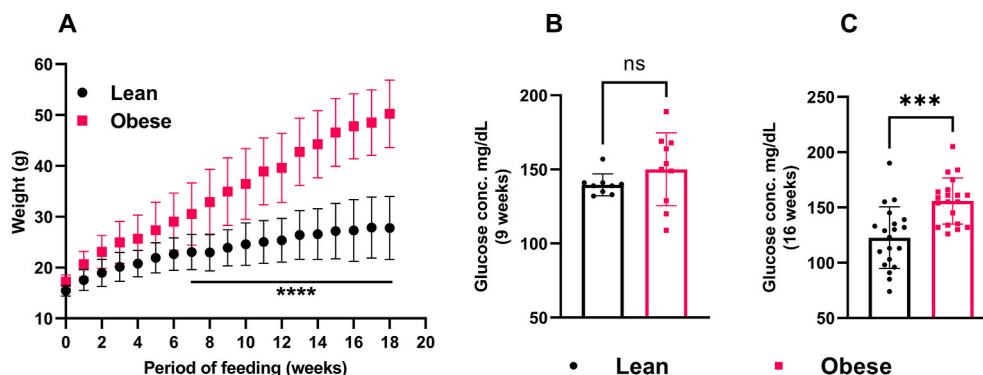 A
B
C
60
50
40
30
20
10
Weight (g)
Lean
Obese
****
0 2 4 6 8 10 12 14 16 18 20
Period of feeding (weeks)
ns
200
150
100
50
Glucose conc. mg/dL
(9 weeks)
***
250
200
150
100
50
Glucose conc. mg/dL
(16 weeks)
Lean
Obese